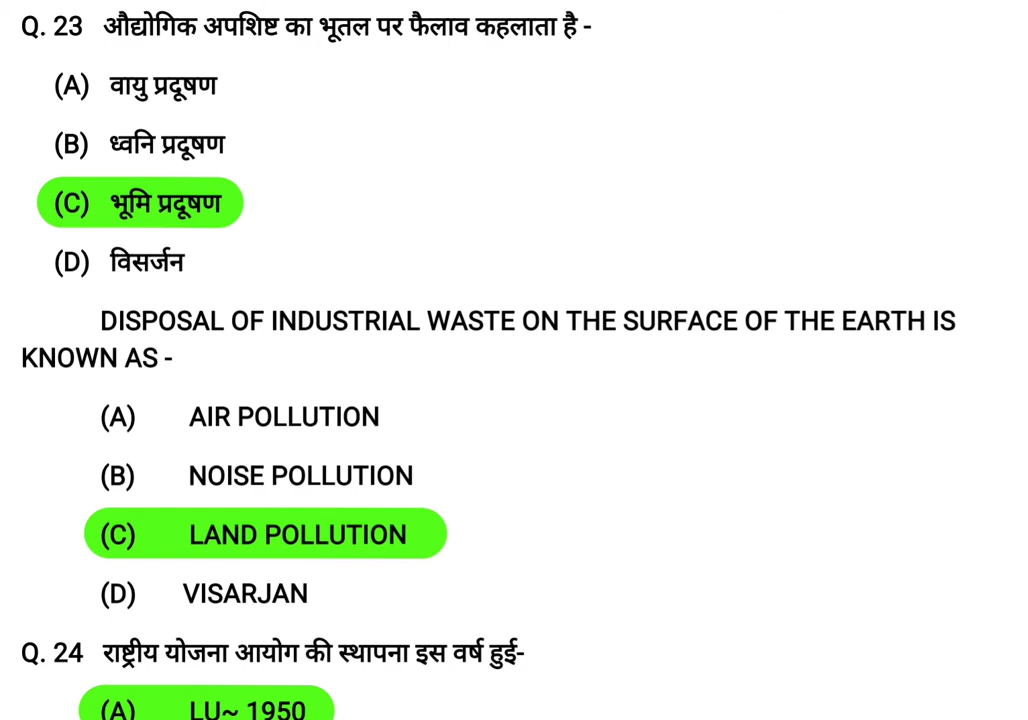 Q. 23 औद्योगिक अपशिष्ट का भूतल पर फैलाव कहलाता है -
(A) वायु प्रदूषण
(B) ध्वनि प्रदूषण
(C) भूमि प्रदूषण
(D) विसर्जन
DISPOSAL OF INDUSTRIAL WASTE ON THE SURFACE OF THE EARTH IS
KNOWN AS -
(A) AIR POLLUTION
(B) NOISE POLLUTION
(C) LAND POLLUTION
(D) VISARJAN
Q. 24 राष्ट्रीय योजना आयोग की स्थापना इस वर्ष हुई-
(A) LU~ 1950